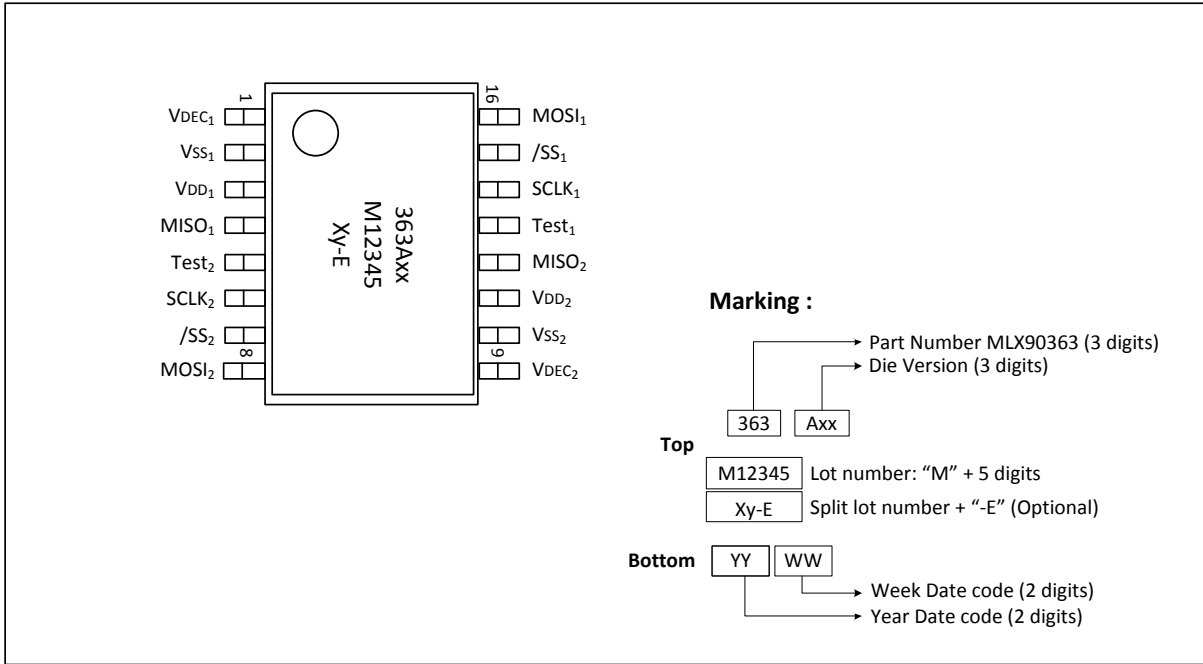 1
16
VDEC₁
MOSI₁
VSS₁
/SS₁
VDD₁
SCLK₁
MISO₁
Test₁
Test₂
MISO₂
SCLK₂
VDD₂
/SS₂
VSS₂
8
9
MOSI₂
VDEC₂
363Axx
M12345
Xy-E
Marking :
Part Number MLX90363 (3 digits)
Die Version (3 digits)
363 Axx
Top
M12345 Lot number: “M” + 5 digits
Xy-E Split lot number + “-E” (Optional)
Bottom YY WW
Week Date code (2 digits)
Year Date code (2 digits)